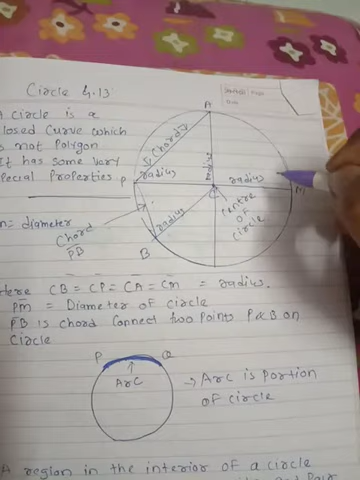 Circle 4.13
A circle is a
losed curve which
is not Polygon
It has some very
special Properties
A
Chord 2
radius
radius
radius
P
C
M
Centre
OF
circle
radius
Chord
PB
B
m = diameter
Here CB = CP = CA = Cm = radius.
Pm = Diameter of circle
PB is chord connect two points P & B on
circle
P
Q
Arc
→ Arc is portion
of circle
A region in the interior of a circle